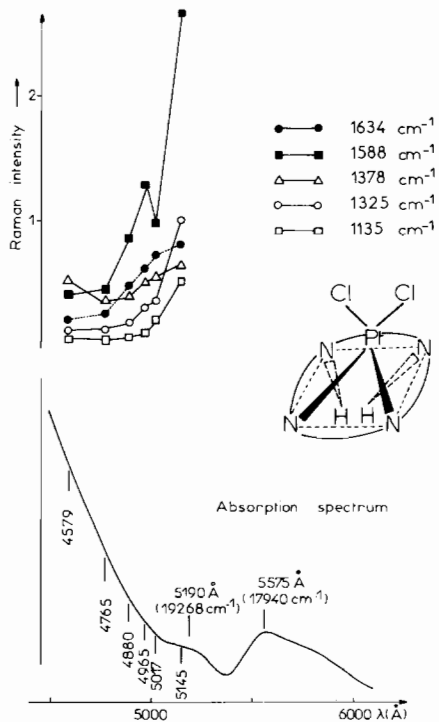 2
1
Raman intensity
1634 cm⁻¹
1588 cm⁻¹
1378 cm⁻¹
1325 cm⁻¹
1135 cm⁻¹
Cl Cl
Pt
N N
H H
N N
Absorption spectrum
4579
4765
4880
4965
5017
5145
5190 Å
(19268 cm⁻¹)
5575 Å
(17940 cm⁻¹)
5000 6000 λ(Å)